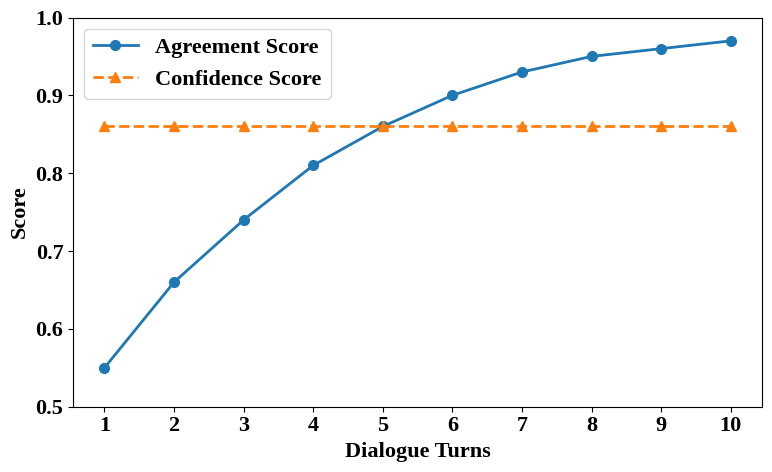 1.0
0.9
0.8
0.7
0.6
0.5
Score
Agreement Score
Confidence Score
1 2 3 4 5 6 7 8 9 10
Dialogue Turns